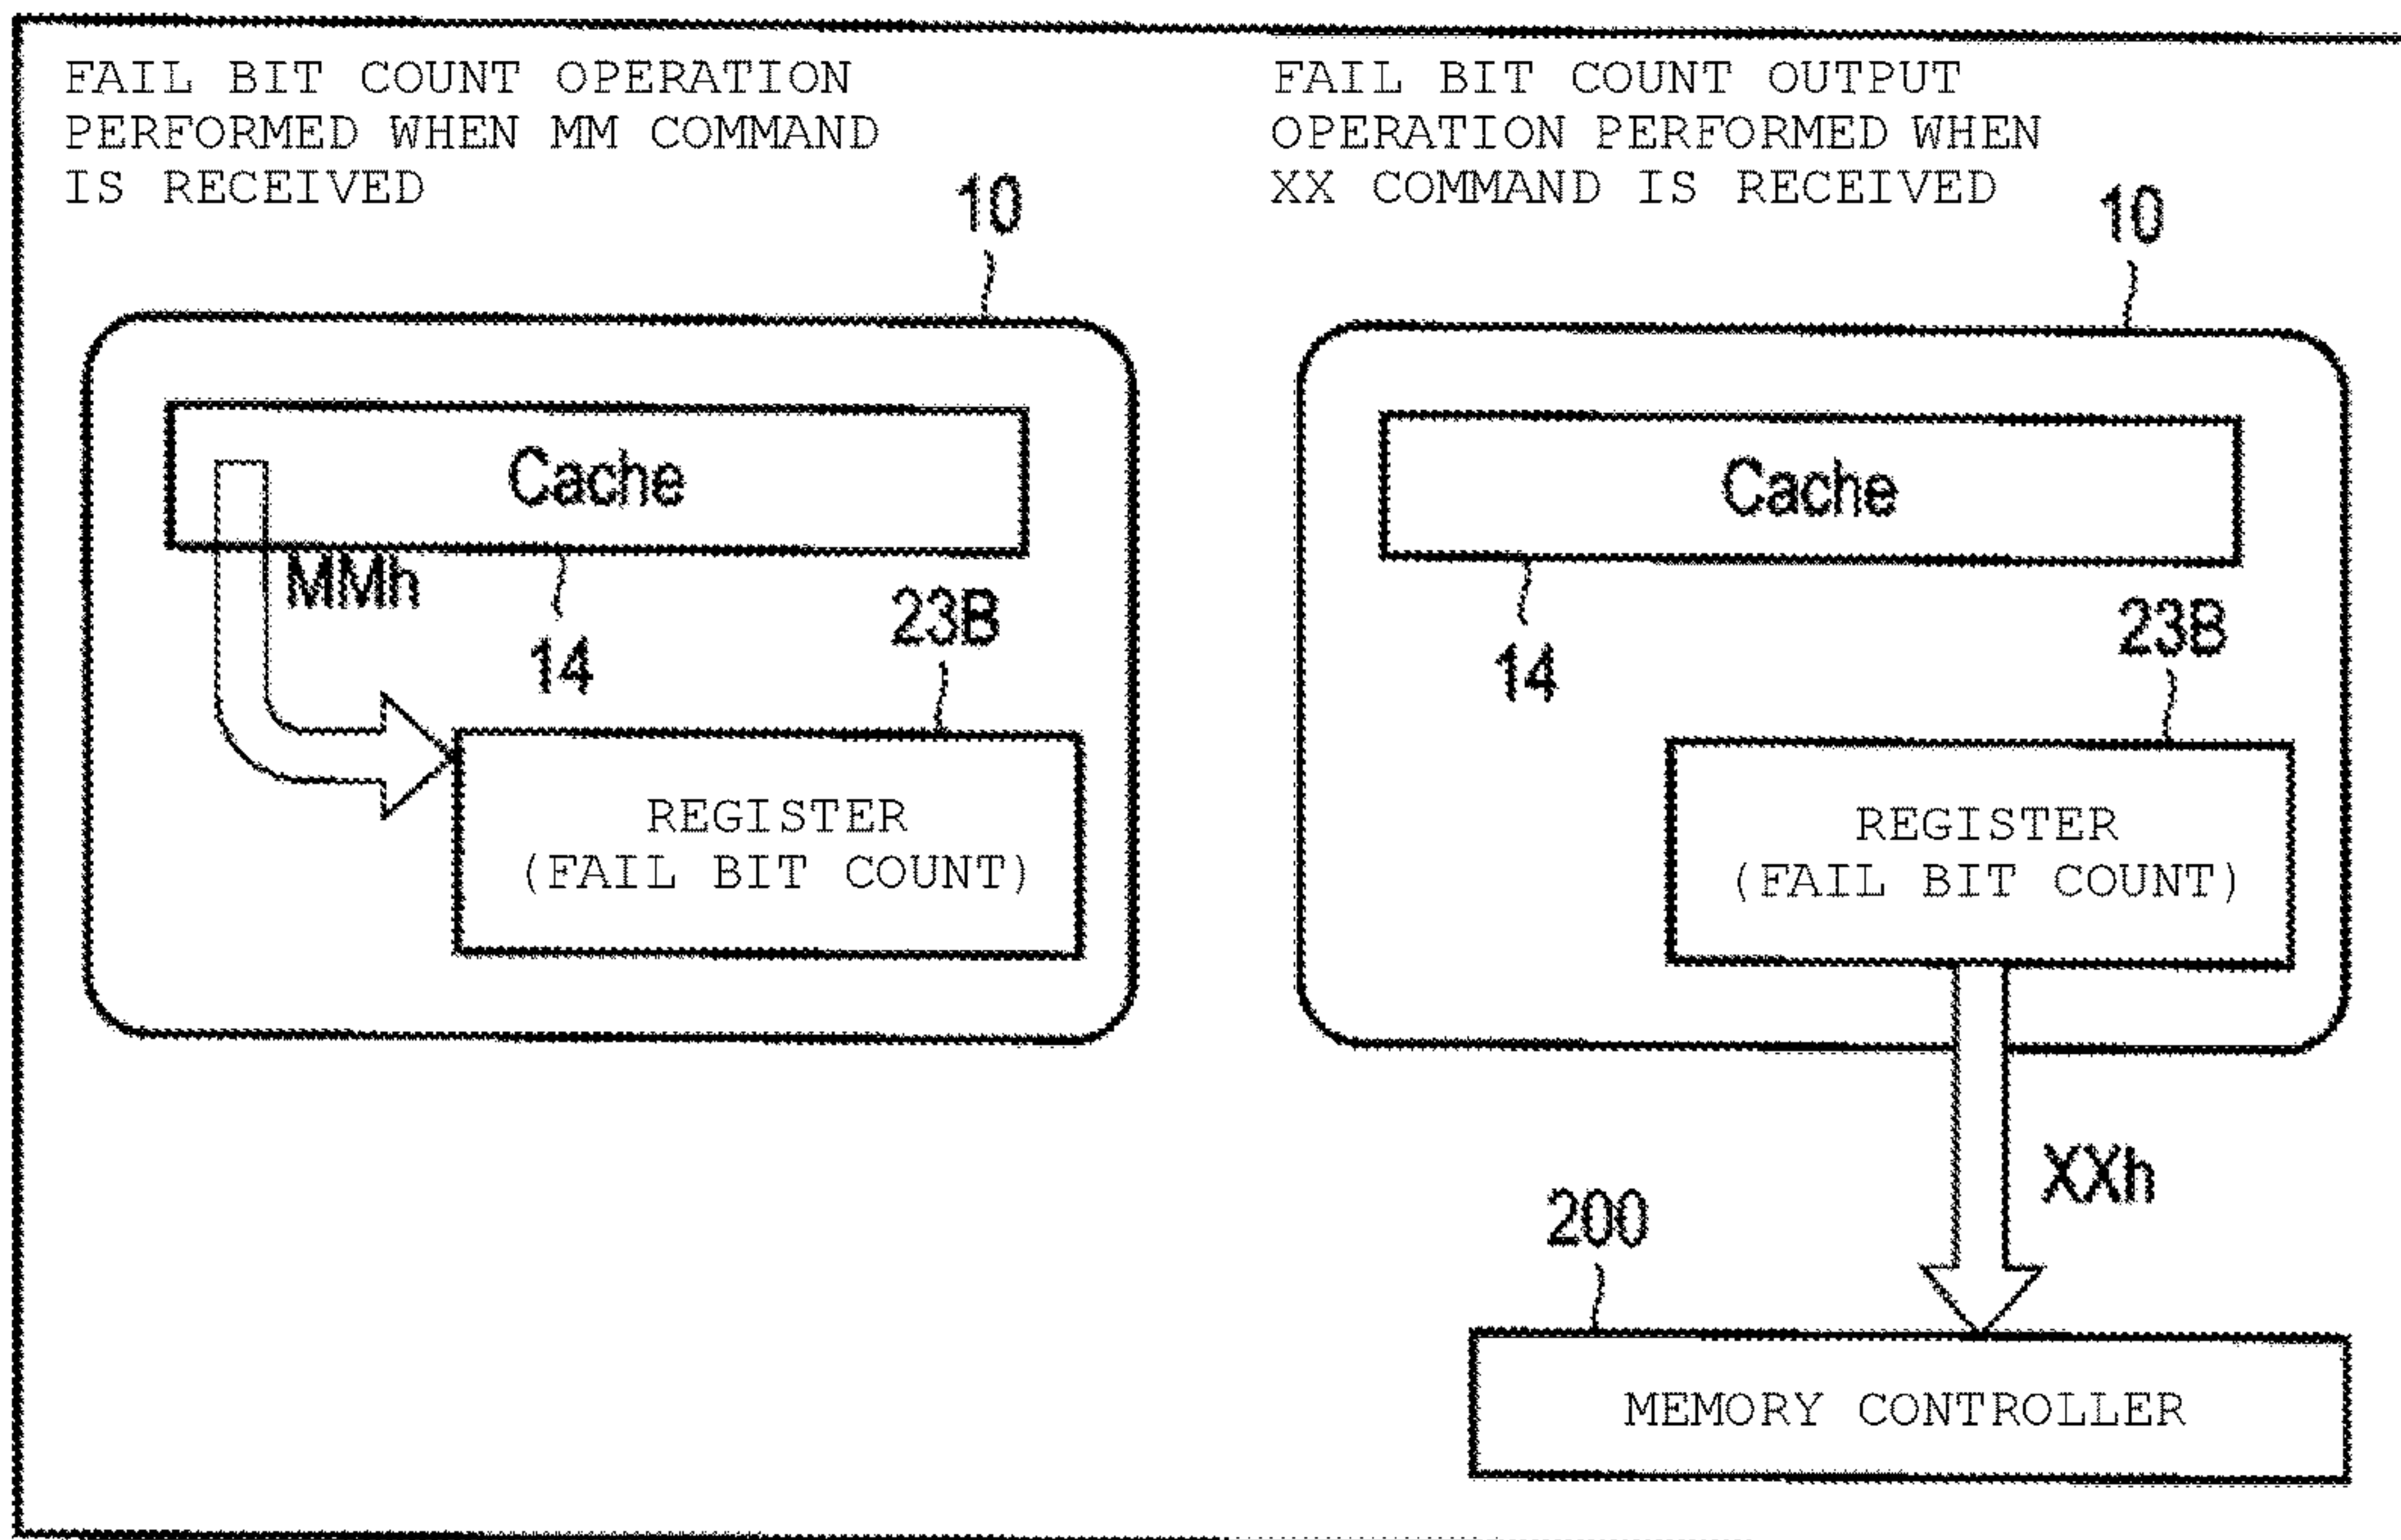 FAIL BIT COUNT OPERATION
PERFORMED WHEN MM COMMAND
IS RECEIVED
10
Cache
MMh
14
23B
REGISTER
(FAIL BIT COUNT)
FAIL BIT COUNT OUTPUT
OPERATION PERFORMED WHEN
XX COMMAND IS RECEIVED
10
Cache
14
23B
REGISTER
(FAIL BIT COUNT)
XXh
200
MEMORY CONTROLLER